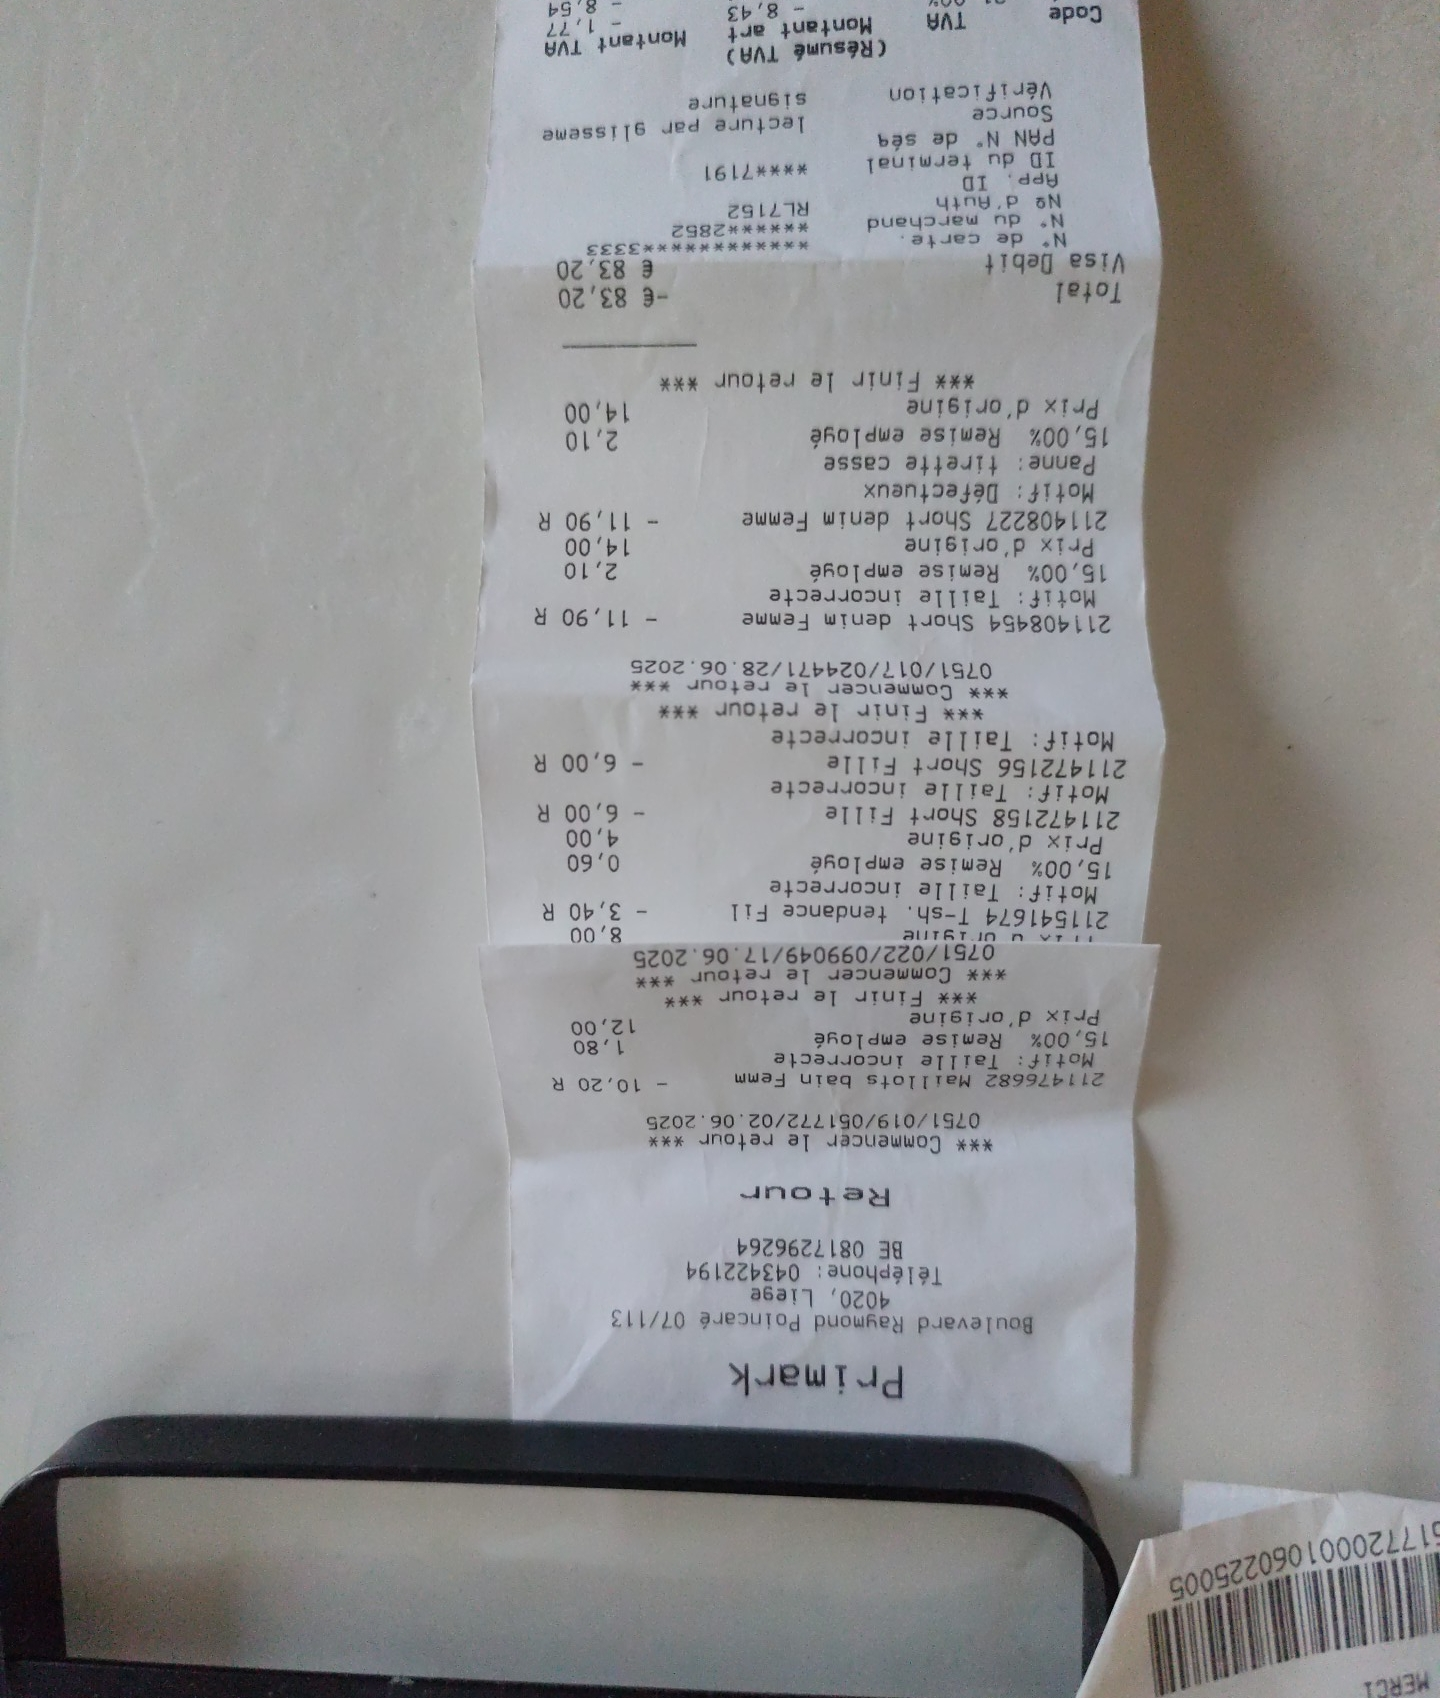 Primark
Boulevard Raymond Poincaré 07/113
4020, Liege
Téléphone: 043422194
BE 0817296264
Retour
*** Commencer le retour ***
0751/019/051772/02.06.2025
211476682 Maillots bain Femm - 10,20 R
Motif: Taille incorrecte
15,00% Remise employé 1,80
Prix d'origine 12,00
*** Finir le retour ***
*** Commencer le retour ***
0751/022/099049/17.06.2025
Prix d'origine 8,00
211541674 T-sh. tendance Fil - 3,40 R
Motif: Taille incorrecte
15,00% Remise employé 0,60
Prix d'origine 4,00
211472158 Short Fille - 6,00 R
Motif: Taille incorrecte
211472156 Short Fille - 6,00 R
Motif: Taille incorrecte
*** Finir le retour ***
*** Commencer le retour ***
0751/017/024471/28.06.2025
211408454 Short denim Femme - 11,90 R
Motif: Taille incorrecte
15,00% Remise employé 2,10
Prix d'origine 14,00
211408227 Short denim Femme - 11,90 R
Motif: Défectueux
Panne: tirette casse
15,00% Remise employé 2,10
Prix d'origine 14,00
*** Finir le retour ***
Total -€ 83,20
Visa Debit € 83,20
N° de carte. ************3333
N° du marchand ******2852
Nº d'Auth RL7152
App. ID
ID du terminal ****7191
PAN N° de séq
Source lecture par glisseme
Vérification signature
(Résumé TVA)
Code TVA Montant art Montant TVA
- 8,43 - 1,77
- 8,54
517720001060225005
MERCI